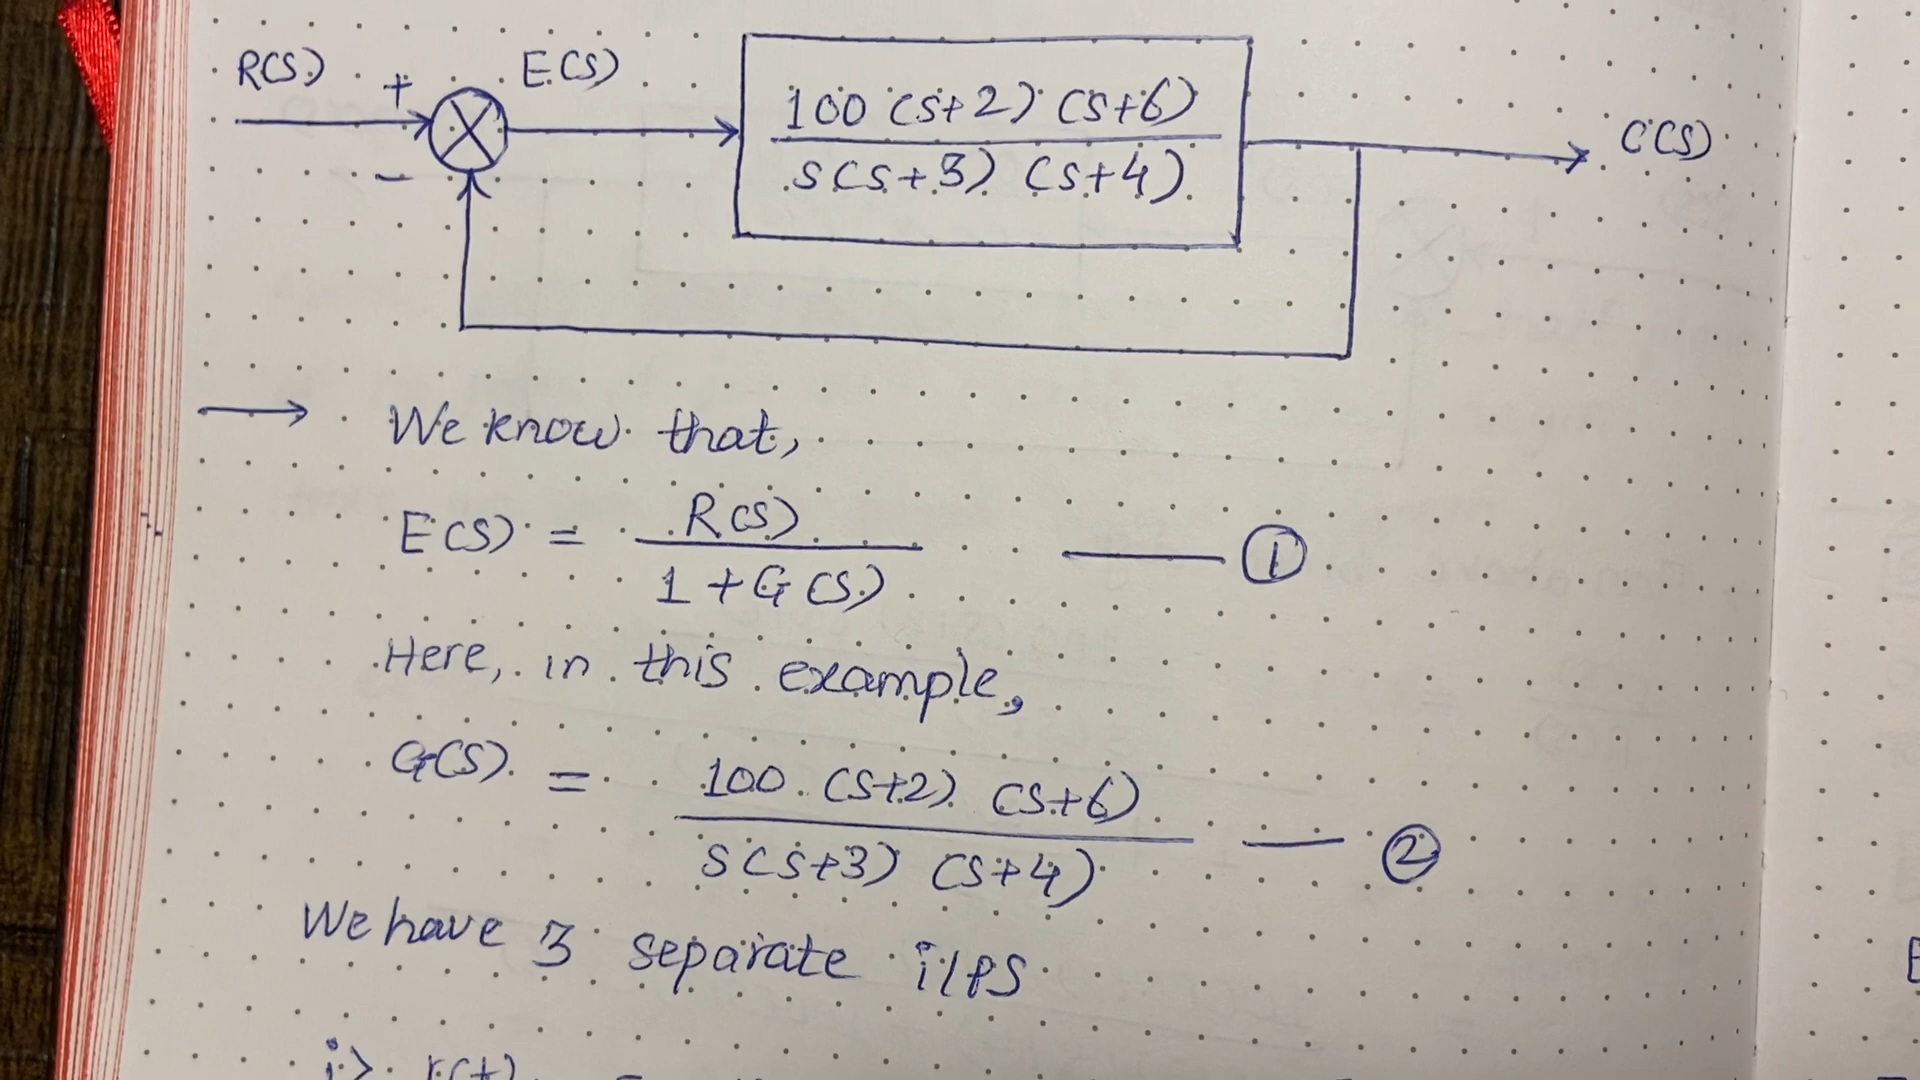 R(S) + E(S) 100 (S+2) (S+6) C(S)
- S(S+3) (S+4)
→ We know that,
E(S) = R(S) / 1 + G(S) — ①
Here, in this example,
G(S) = 100 (S+2) (S+6) / S(S+3) (S+4) — ②
We have 3 separate i/PS
i> r(t)